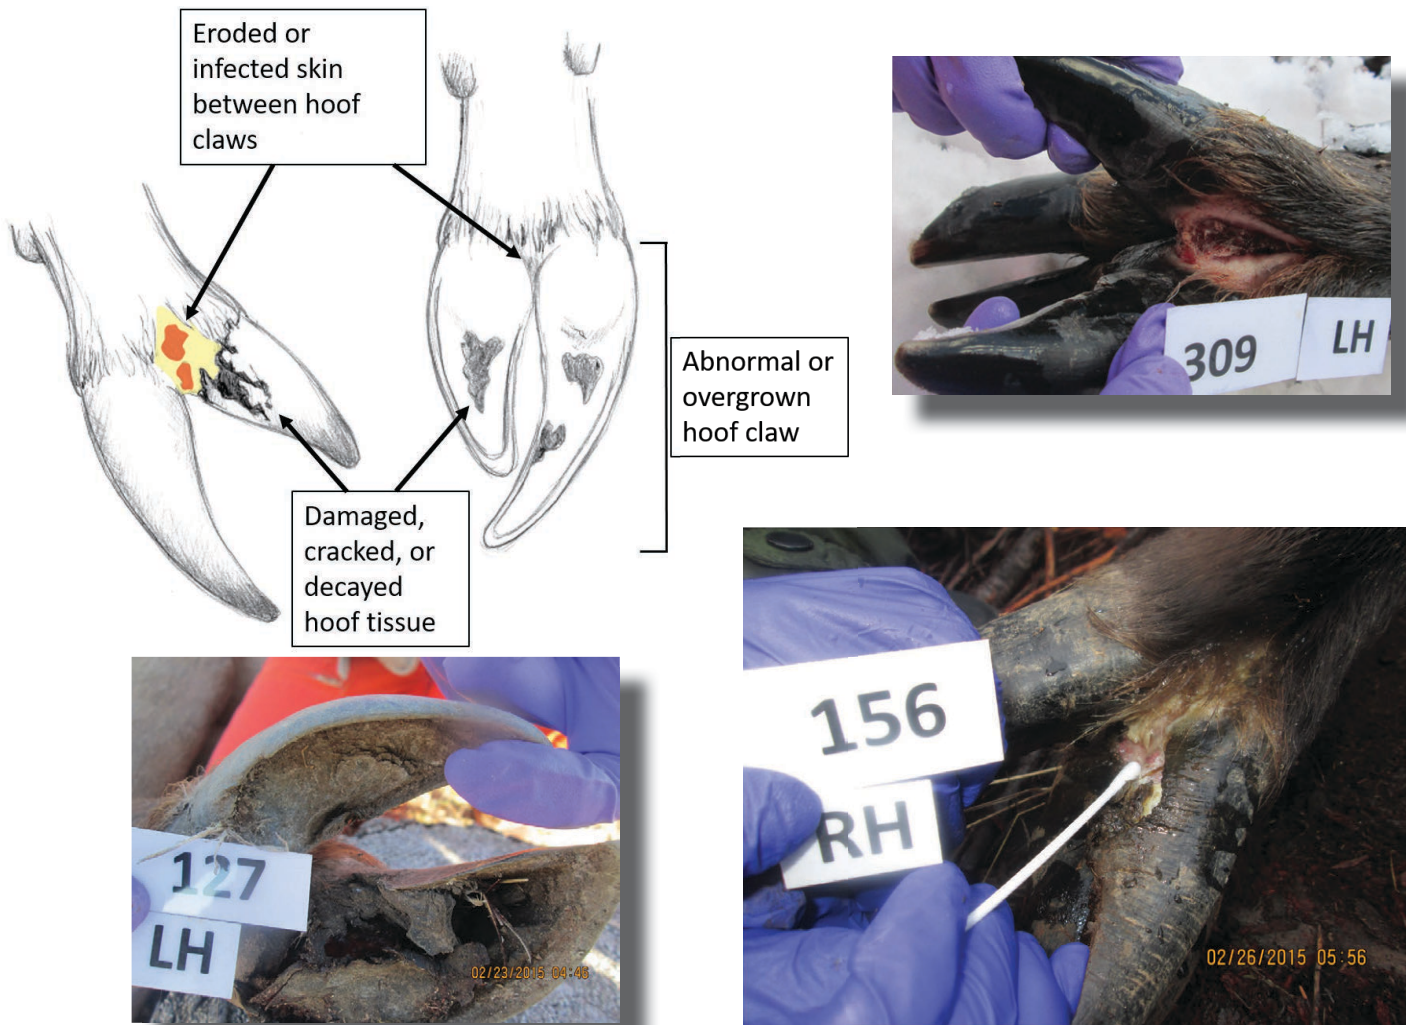 Eroded or
infected skin
between hoof
claws
Abnormal or
overgrown
hoof claw
Damaged,
cracked, or
decayed
hoof tissue
309
LH
156
RH
02/26/2015 05:56
127
LH
02/23/2015 04:45